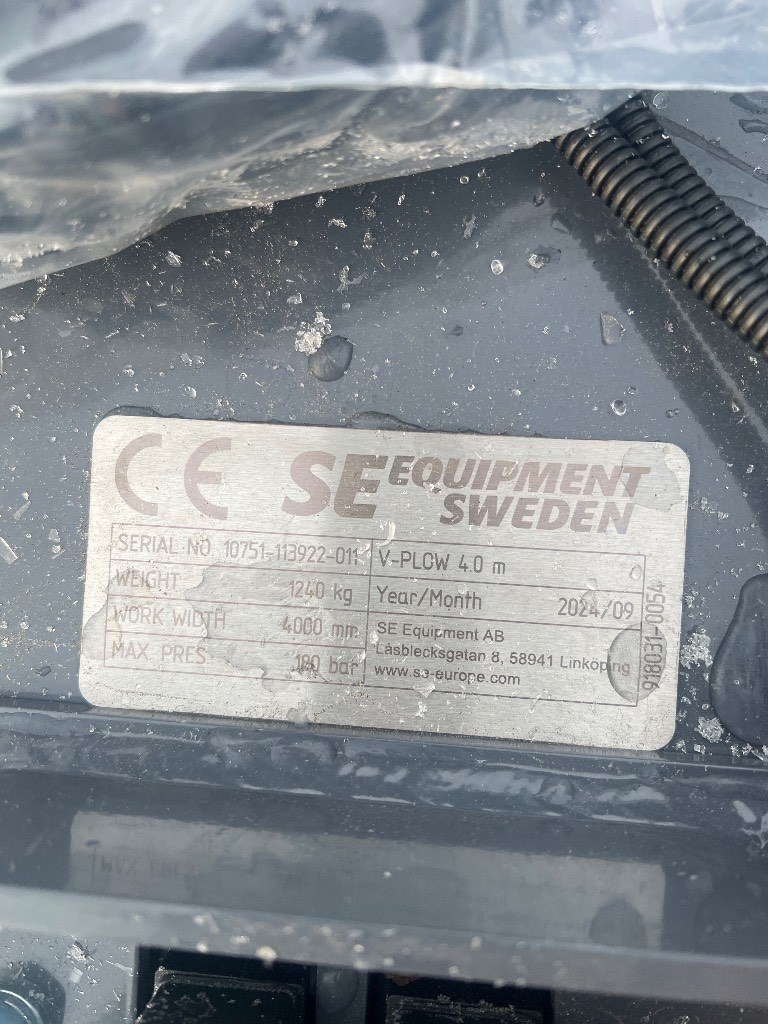 CE SE EQUIPMENT
SWEDEN
SERIAL NO. 10751-113922-011
WEIGHT 1240 kg
WORK WIDTH 4000 mm
MAX PRES. 180 bar
V-PLOW 4.0 m
Year/Month 2024/09
SE Equipment AB
Låsblecksgatan 8, 58941 Linköping
www.se-europe.com
918031-0054